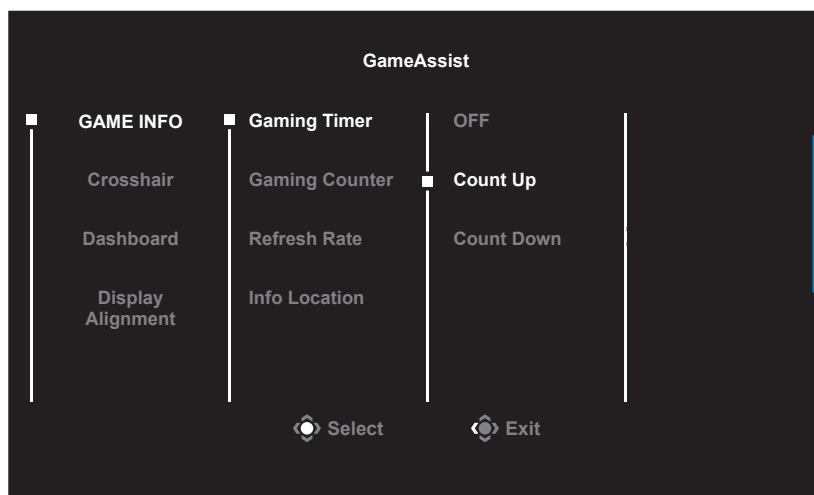 GameAssist
GAME INFO
Crosshair
Dashboard
Display
Alignment
Gaming Timer
Gaming Counter
Refresh Rate
Info Location
OFF
Count Up
Count Down
Select
Exit